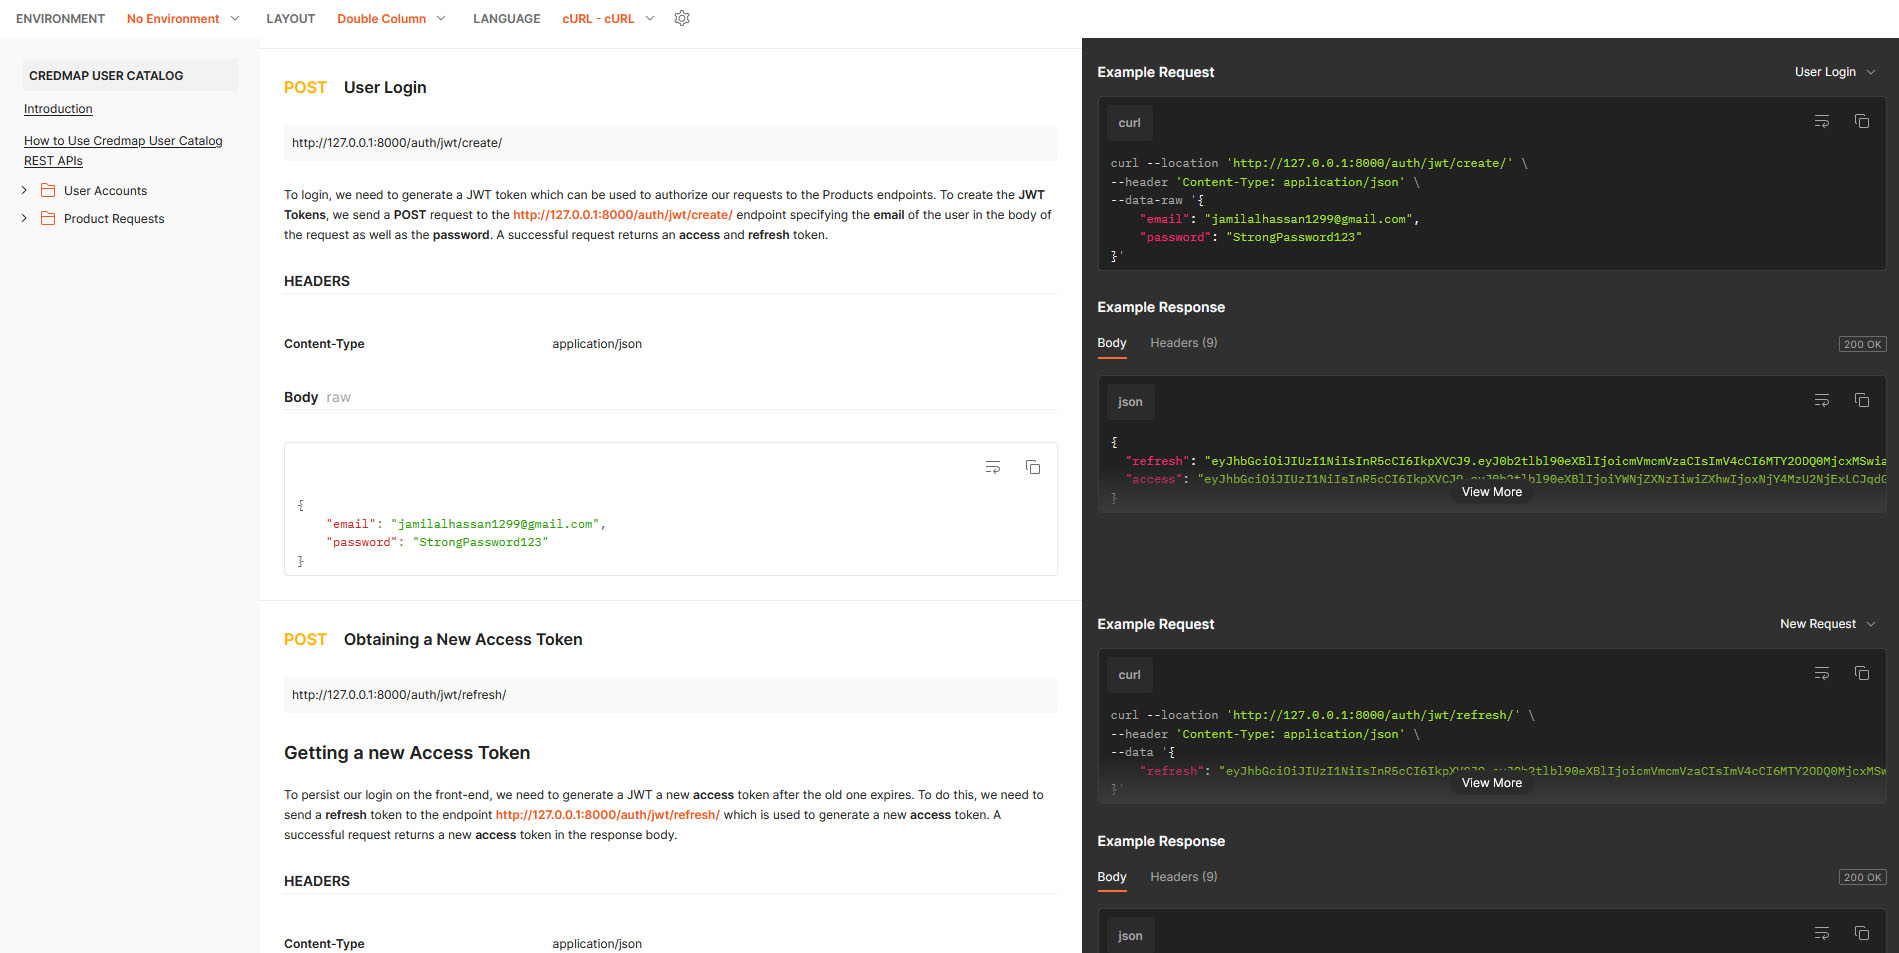 ENVIRONMENT No Environment LAYOUT Double Column LANGUAGE cURL - cURL
CREDMAP USER CATALOG
Introduction
How to Use Credmap User Catalog
REST APIs
User Accounts
Product Requests
POST User Login
http://127.0.0.1:8000/auth/jwt/create/
To login, we need to generate a JWT token which can be used to authorize our requests to the Products endpoints. To create the JWT
Tokens, we send a POST request to the http://127.0.0.1:8000/auth/jwt/create/ endpoint specifying the email of the user in the body of
the request as well as the password. A successful request returns an access and refresh token.
HEADERS
Content-Type application/json
Body raw
{
"email": "jamilalhassan1299@gmail.com",
"password": "StrongPassword123"
}
POST Obtaining a New Access Token
http://127.0.0.1:8000/auth/jwt/refresh/
Getting a new Access Token
To persist our login on the front-end, we need to generate a JWT a new access token after the old one expires. To do this, we need to
send a refresh token to the endpoint http://127.0.0.1:8000/auth/jwt/refresh/ which is used to generate a new access token. A
successful request returns a new access token in the response body.
HEADERS
Content-Type application/json
Example Request User Login
curl
curl --location 'http://127.0.0.1:8000/auth/jwt/create/' \
--header 'Content-Type: application/json' \
--data-raw '{
"email": "jamilalhassan1299@gmail.com",
"password": "StrongPassword123"
}'
Example Response
Body Headers (9)
200 OK
json
{
"refresh": "eyJhbGciOiJIUzI1NiIsInR5cCI6IkpXVCJ9.eyJ0b2tlbl90eXBlIjoicmVmcmVzaCIsImV4cCI6MTY2ODQ0MjcxMSwia
"access":
View More
}
Example Request New Request
curl
curl --location 'http://127.0.0.1:8000/auth/jwt/refresh/' \
--header 'Content-Type: application/json' \
--data '{
"refresh":
View More
}'
Example Response
Body Headers (9)
200 OK
json